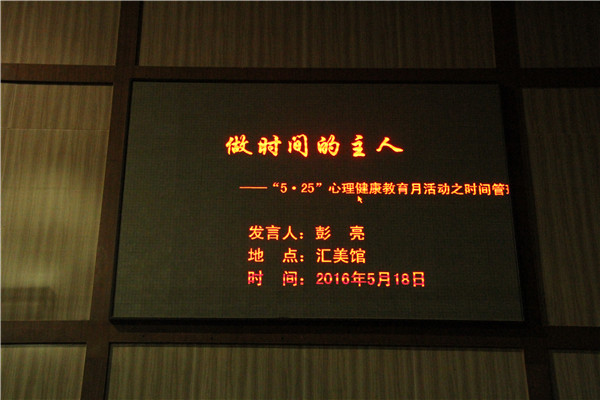 做时间的主人
——“5·25”心理健康教育月活动之时间管
发言人：彭　亮
地　点：汇美馆
时　间：2016年5月18日